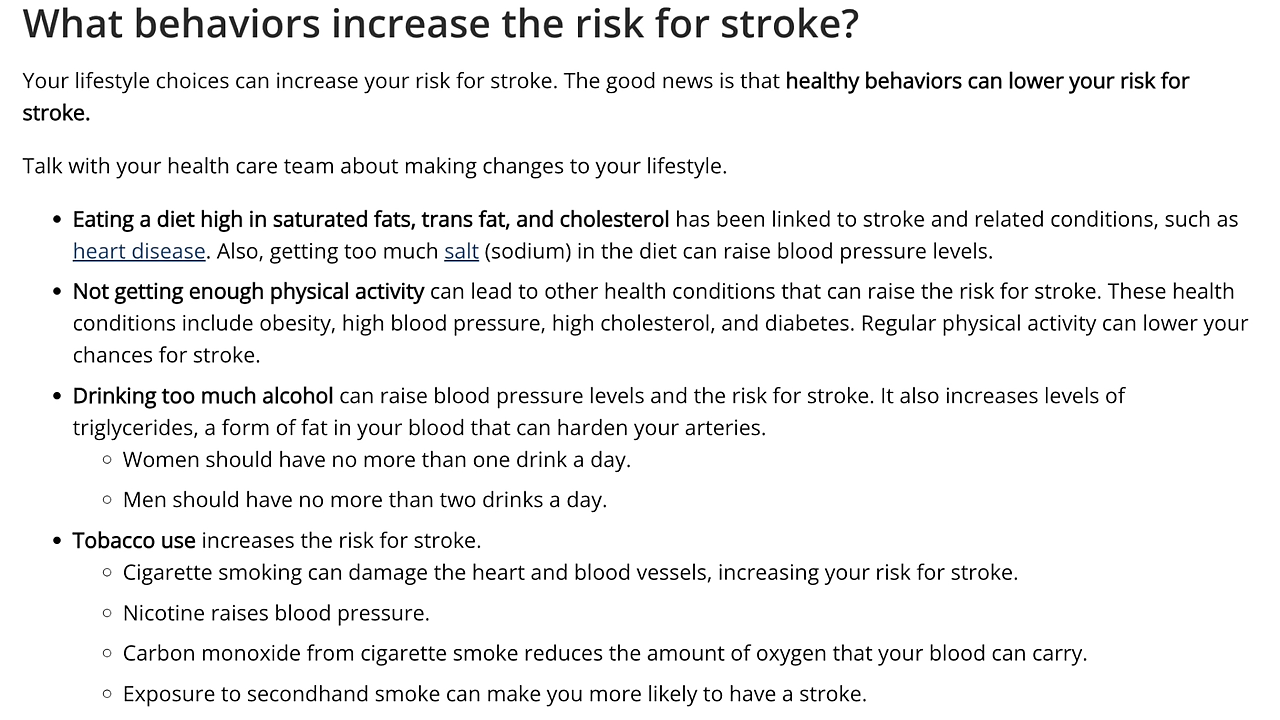 What behaviors increase the risk for stroke?
Your lifestyle choices can increase your risk for stroke. The good news is that healthy behaviors can lower your risk for
stroke.
Talk with your health care team about making changes to your lifestyle.
• Eating a diet high in saturated fats, trans fat, and cholesterol has been linked to stroke and related conditions, such as
heart disease. Also, getting too much salt (sodium) in the diet can raise blood pressure levels.
• Not getting enough physical activity can lead to other health conditions that can raise the risk for stroke. These health
conditions include obesity, high blood pressure, high cholesterol, and diabetes. Regular physical activity can lower your
chances for stroke.
• Drinking too much alcohol can raise blood pressure levels and the risk for stroke. It also increases levels of
triglycerides, a form of fat in your blood that can harden your arteries.
○ Women should have no more than one drink a day.
○ Men should have no more than two drinks a day.
• Tobacco use increases the risk for stroke.
○ Cigarette smoking can damage the heart and blood vessels, increasing your risk for stroke.
○ Nicotine raises blood pressure.
○ Carbon monoxide from cigarette smoke reduces the amount of oxygen that your blood can carry.
○ Exposure to secondhand smoke can make you more likely to have a stroke.